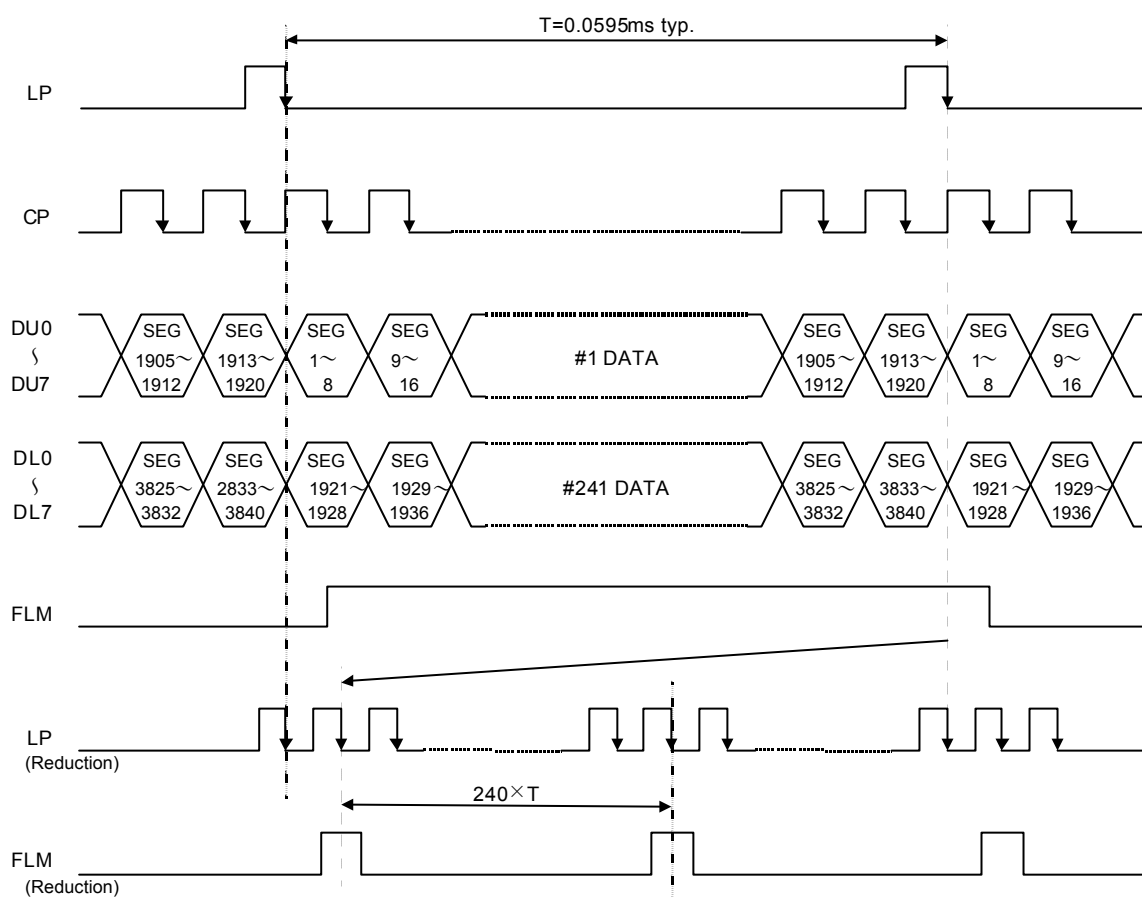 T=0.0595ms typ.
LP
CP
DU0
∫
DU7
SEG
1905～
1912
SEG
1913～
1920
SEG
1～
8
SEG
9～
16
#1 DATA
SEG
1905～
1912
SEG
1913～
1920
SEG
1～
8
SEG
9～
16
DL0
∫
DL7
SEG
3825～
3832
SEG
2833～
3840
SEG
1921～
1928
SEG
1929～
1936
#241 DATA
SEG
3825～
3832
SEG
3833～
3840
SEG
1921～
1928
SEG
1929～
1936
FLM
LP
(Reduction)
240×T
FLM
(Reduction)